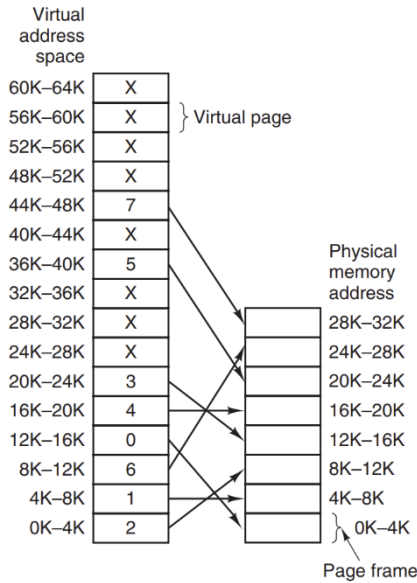 Virtual
address
space
60K–64K X
56K–60K X Virtual page
52K–56K X
48K–52K X
44K–48K 7
40K–44K X
36K–40K 5
32K–36K X
28K–32K X
24K–28K X
20K–24K 3
16K–20K 4
12K–16K 0
8K–12K 6
4K–8K 1
0K–4K 2
Physical
memory
address
28K–32K
24K–28K
20K–24K
16K–20K
12K–16K
8K–12K
4K–8K
0K–4K
Page frame